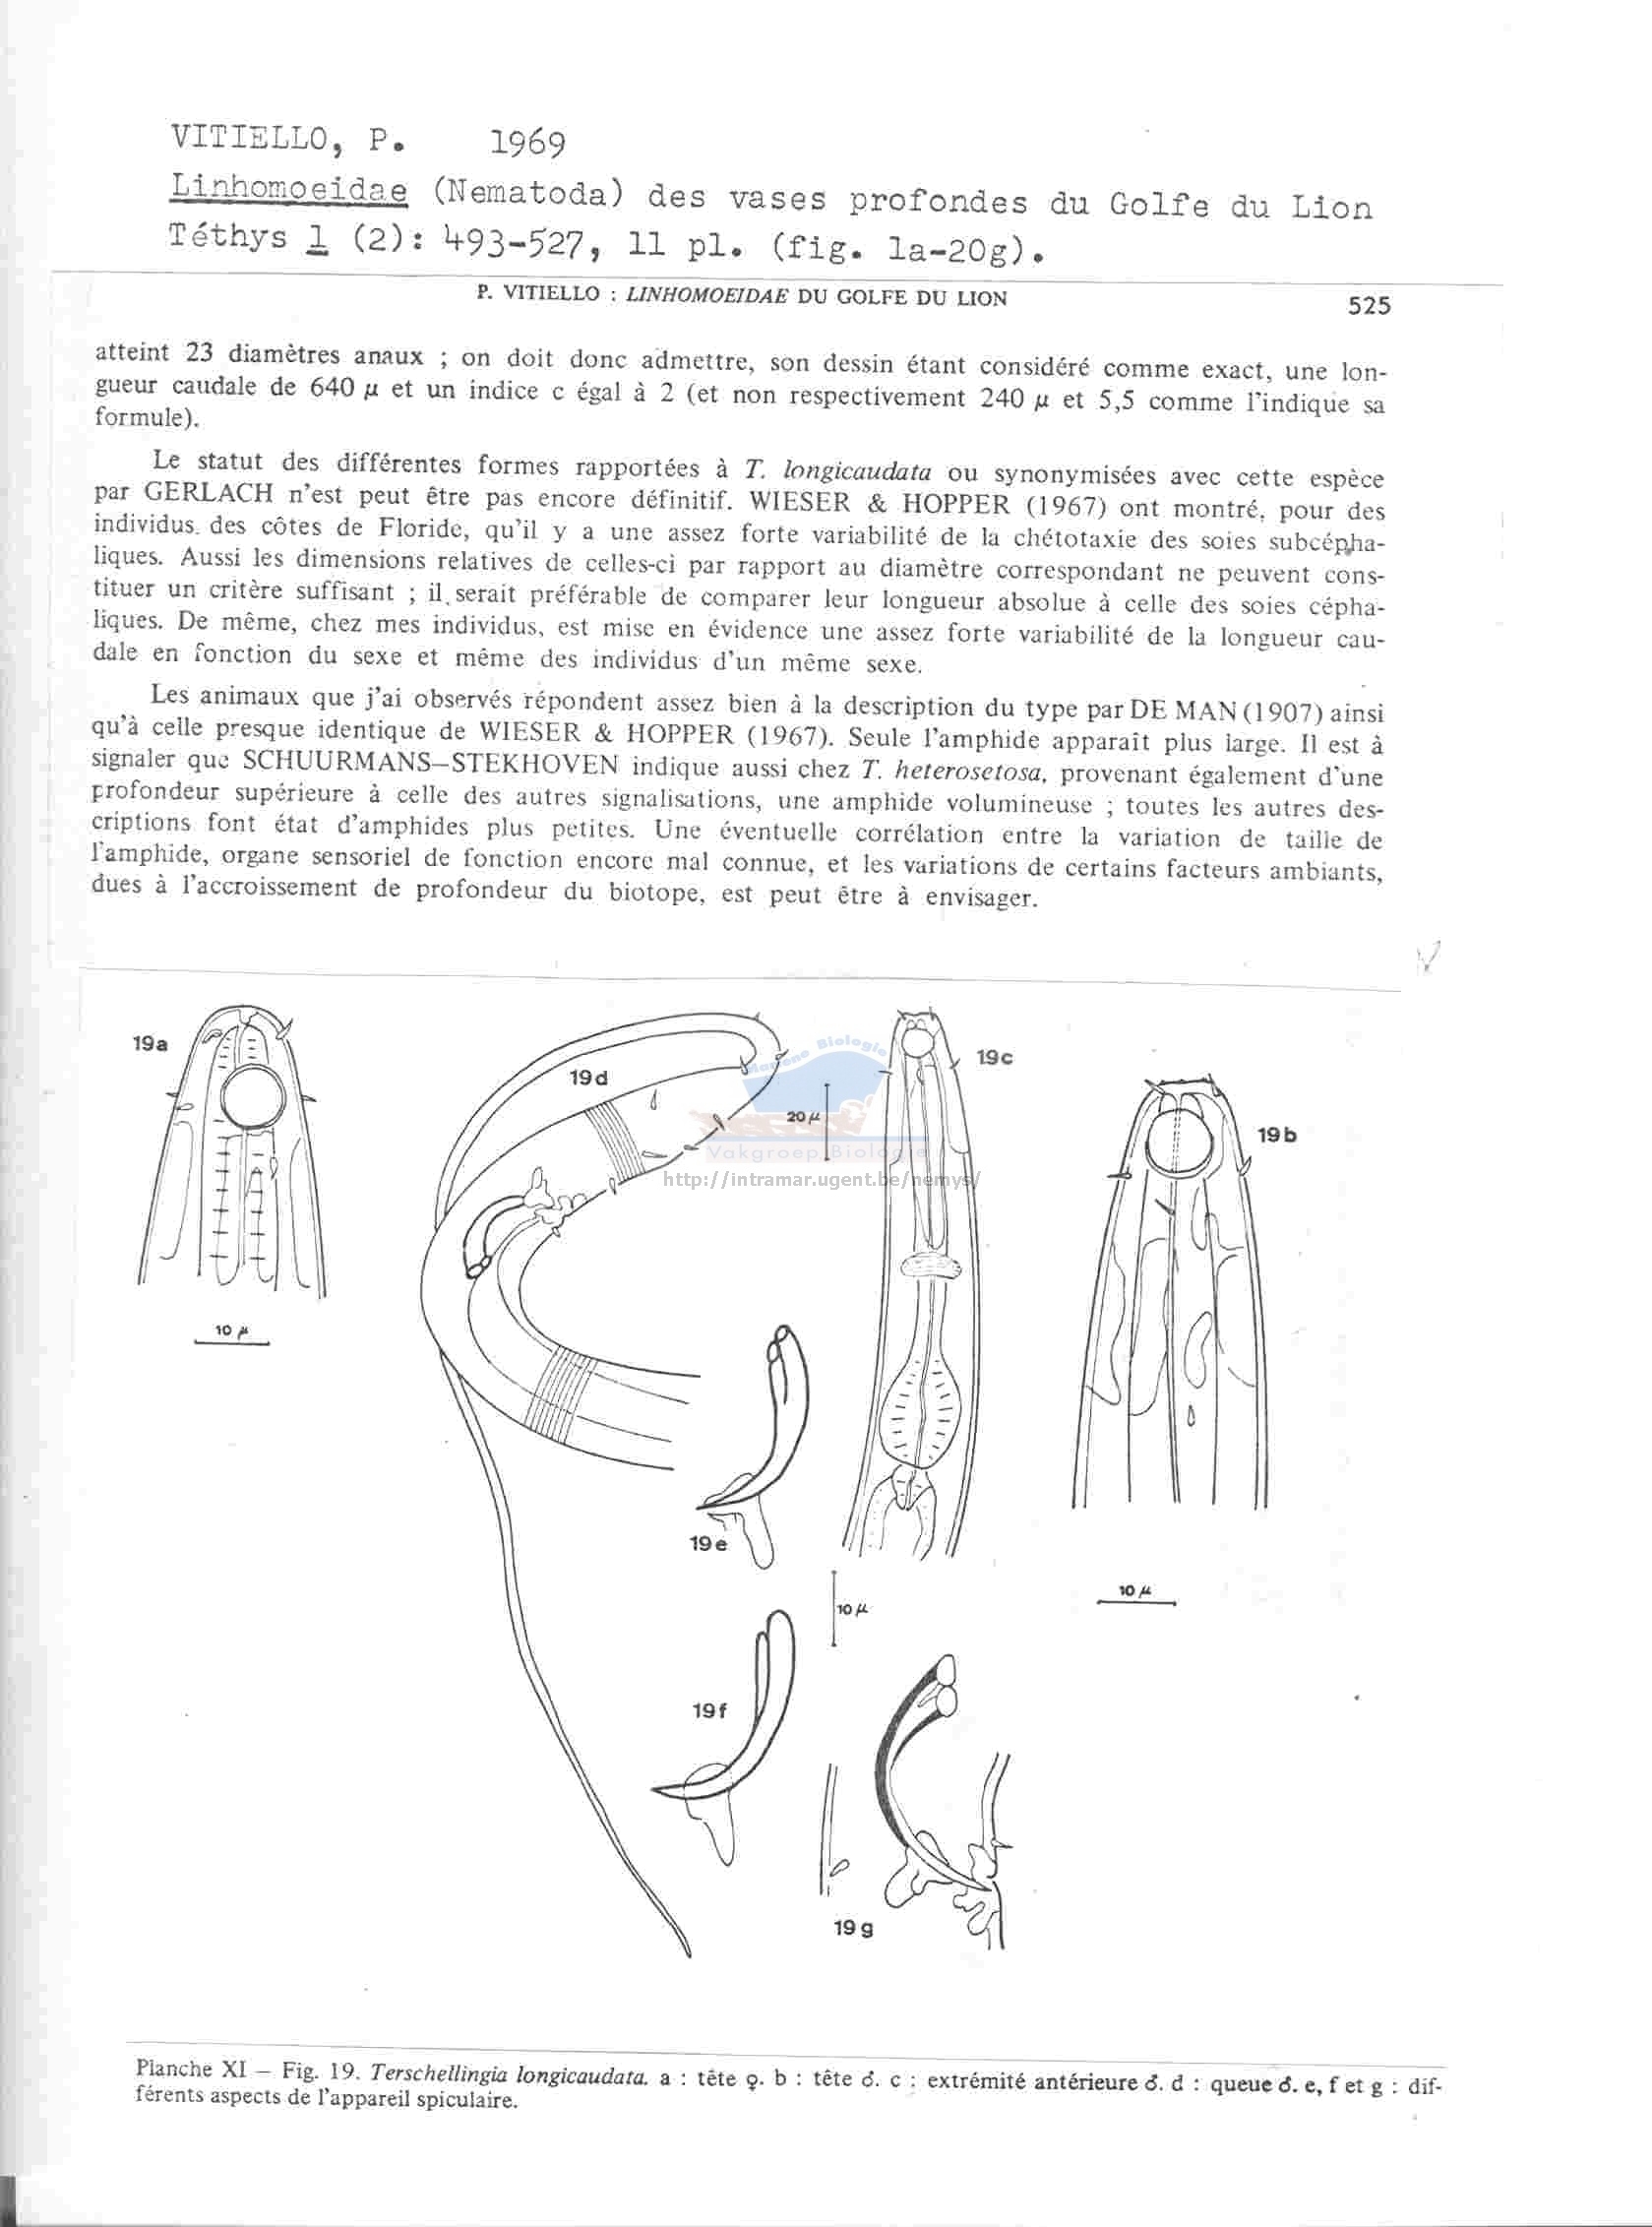 VITIELLO, P. 1969
Linhomoeidae (Nematoda) des vases profondes du Golfe du Lion
Téthys 1 (2): 493-527, 11 pl. (fig. 1a-20g).
P. VITIELLO : LINHOMOEIDAE DU GOLFE DU LION 525
atteint 23 diamètres anaux ; on doit donc admettre, son dessin étant considéré comme exact, une lon-
gueur caudale de 640 µ et un indice c égal à 2 (et non respectivement 240 µ et 5,5 comme l'indique sa
formule).
Le statut des différentes formes rapportées à T. longicaudata ou synonymisées avec cette espèce
par GERLACH n'est peut être pas encore définitif. WIESER & HOPPER (1967) ont montré, pour des
individus des côtes de Floride, qu'il y a une assez forte variabilité de la chétotaxie des soies subcépha-
liques. Aussi les dimensions relatives de celles-ci par rapport au diamètre correspondant ne peuvent cons-
tituer un critère suffisant ; il serait préférable de comparer leur longueur absolue à celle des soies cépha-
liques. De même, chez mes individus, est mise en évidence une assez forte variabilité de la longueur cau-
dale en fonction du sexe et même des individus d'un même sexe.
Les animaux que j'ai observés répondent assez bien à la description du type par DE MAN (1907) ainsi
qu'à celle presque identique de WIESER & HOPPER (1967). Seule l'amphide apparaît plus large. Il est à
signaler que SCHUURMANS–STEKHOVEN indique aussi chez T. heterosetosa, provenant également d'une
profondeur supérieure à celle des autres signalisations, une amphide volumineuse ; toutes les autres des-
criptions font état d'amphides plus petites. Une éventuelle corrélation entre la variation de taille de
l'amphide, organe sensoriel de fonction encore mal connue, et les variations de certains facteurs ambiants,
dues à l'accroissement de profondeur du biotope, est peut être à envisager.
19a
19d
19c
19b
20 µ
Mariene Biologie
Vakgroep Biologie
http://intramar.ugent.be/nemys/
10 µ
19e
10 µ
10 µ
19f
19g
Planche XI – Fig. 19. Terschellingia longicaudata. a : tête ♀. b : tête ♂. c : extrémité antérieure ♂. d : queue ♂. e, f et g : dif-
férents aspects de l'appareil spiculaire.